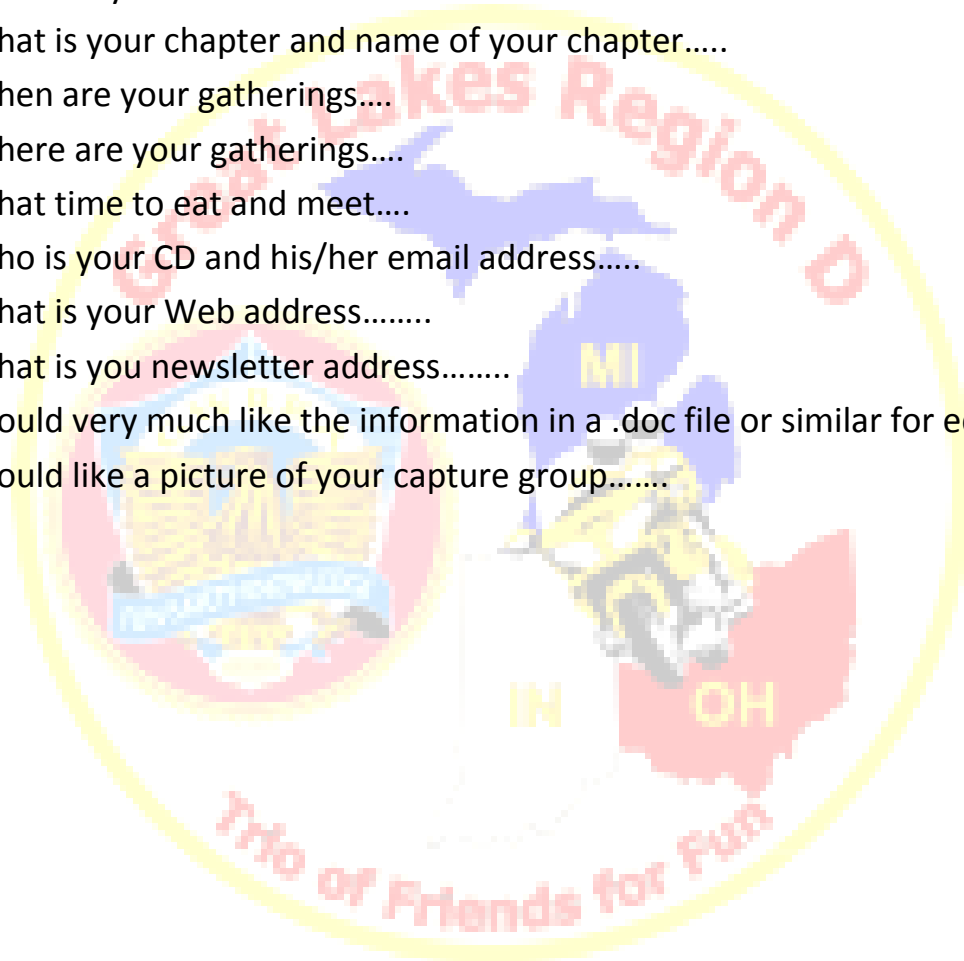 hat is your chapter and name of your chapter…..
hen are your gatherings….
here are your gatherings….
hat time to eat and meet….
ho is your CD and his/her email address…..
hat is your Web address……..
hat is you newsletter address……..
ould very much like the information in a .doc file or similar for e
ould like a picture of your capture group…….
Great Lakes Region D
MI
IN
OH
Trio of Friends for Fun